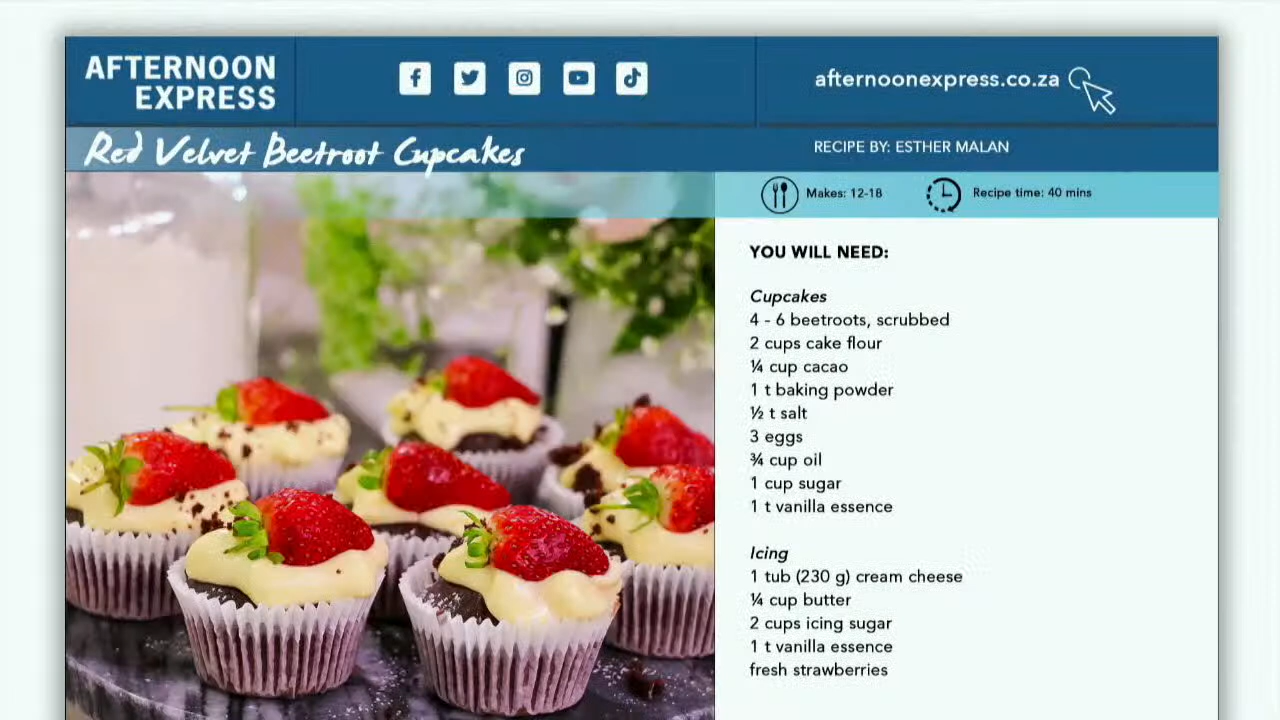 AFTERNOON
EXPRESS
afternoonexpress.co.za
Red Velvet Beetroot Cupcakes
RECIPE BY: ESTHER MALAN
Makes: 12-18
Recipe time: 40 mins
YOU WILL NEED:
Cupcakes
4 - 6 beetroots, scrubbed
2 cups cake flour
¼ cup cacao
1 t baking powder
½ t salt
3 eggs
¾ cup oil
1 cup sugar
1 t vanilla essence
Icing
1 tub (230 g) cream cheese
¼ cup butter
2 cups icing sugar
1 t vanilla essence
fresh strawberries